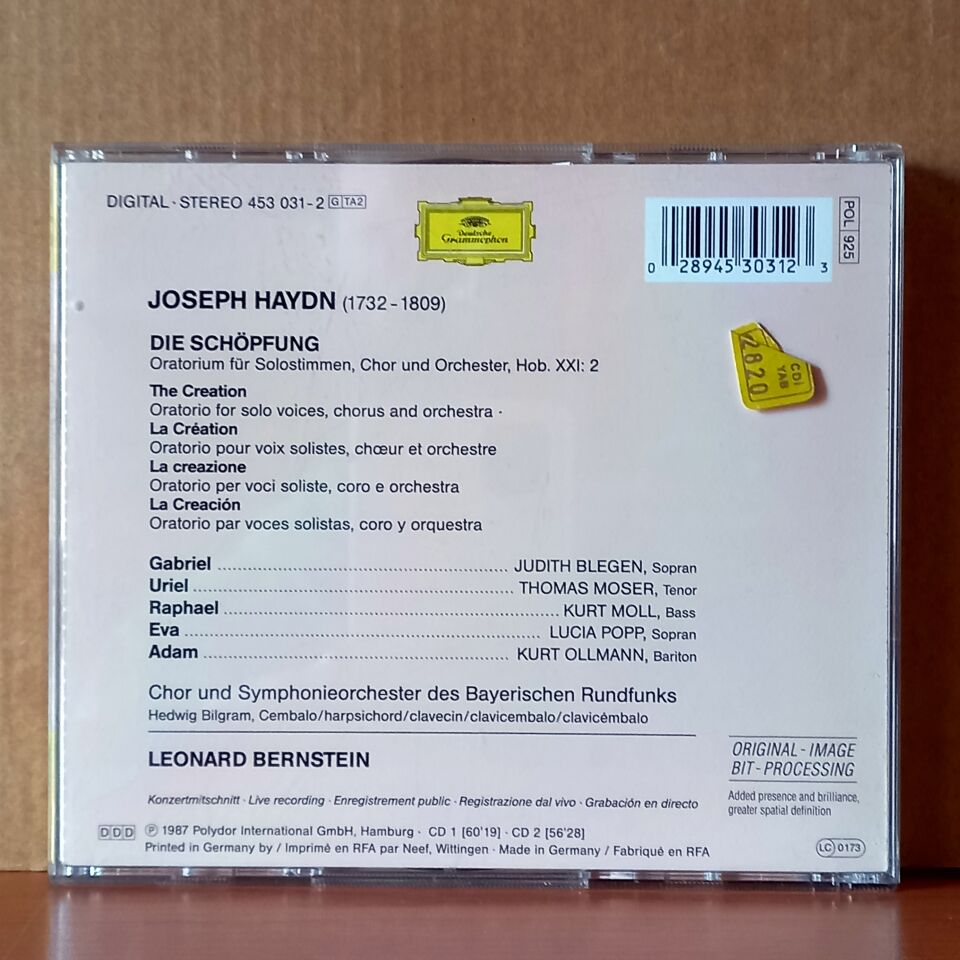 DIGITAL · STEREO 453 031-2 G TA2
Deutsche
Grammophon
0 28945 30312 3
POL 925
JOSEPH HAYDN (1732-1809)
DIE SCHÖPFUNG
Oratorium für Solostimmen, Chor und Orchester, Hob. XXI: 2
2820
CDİ
YAB
The Creation
Oratorio for solo voices, chorus and orchestra ·
La Création
Oratorio pour voix solistes, chœur et orchestre
La creazione
Oratorio per voci soliste, coro e orchestra
La Creación
Oratorio par voces solistas, coro y orquestra
Gabriel ........ JUDITH BLEGEN, Sopran
Uriel ........ THOMAS MOSER, Tenor
Raphael ........ KURT MOLL, Bass
Eva ........ LUCIA POPP, Sopran
Adam ........ KURT OLLMANN, Bariton
Chor und Symphonieorchester des Bayerischen Rundfunks
Hedwig Bilgram, Cembalo/harpsichord/clavecin/clavicembalo/clavicémbalo
LEONARD BERNSTEIN
ORIGINAL-IMAGE
BIT-PROCESSING
Added presence and brilliance,
greater spatial definition
Konzertmitschnitt · Live recording · Enregistrement public · Registrazione dal vivo · Grabación en directo
DDD ℗ 1987 Polydor International GmbH, Hamburg · CD 1 [60'19] · CD 2 [56'28]
Printed in Germany by / Imprimé en RFA par Neef, Wittingen · Made in Germany / Fabriqué en RFA
LC 0173